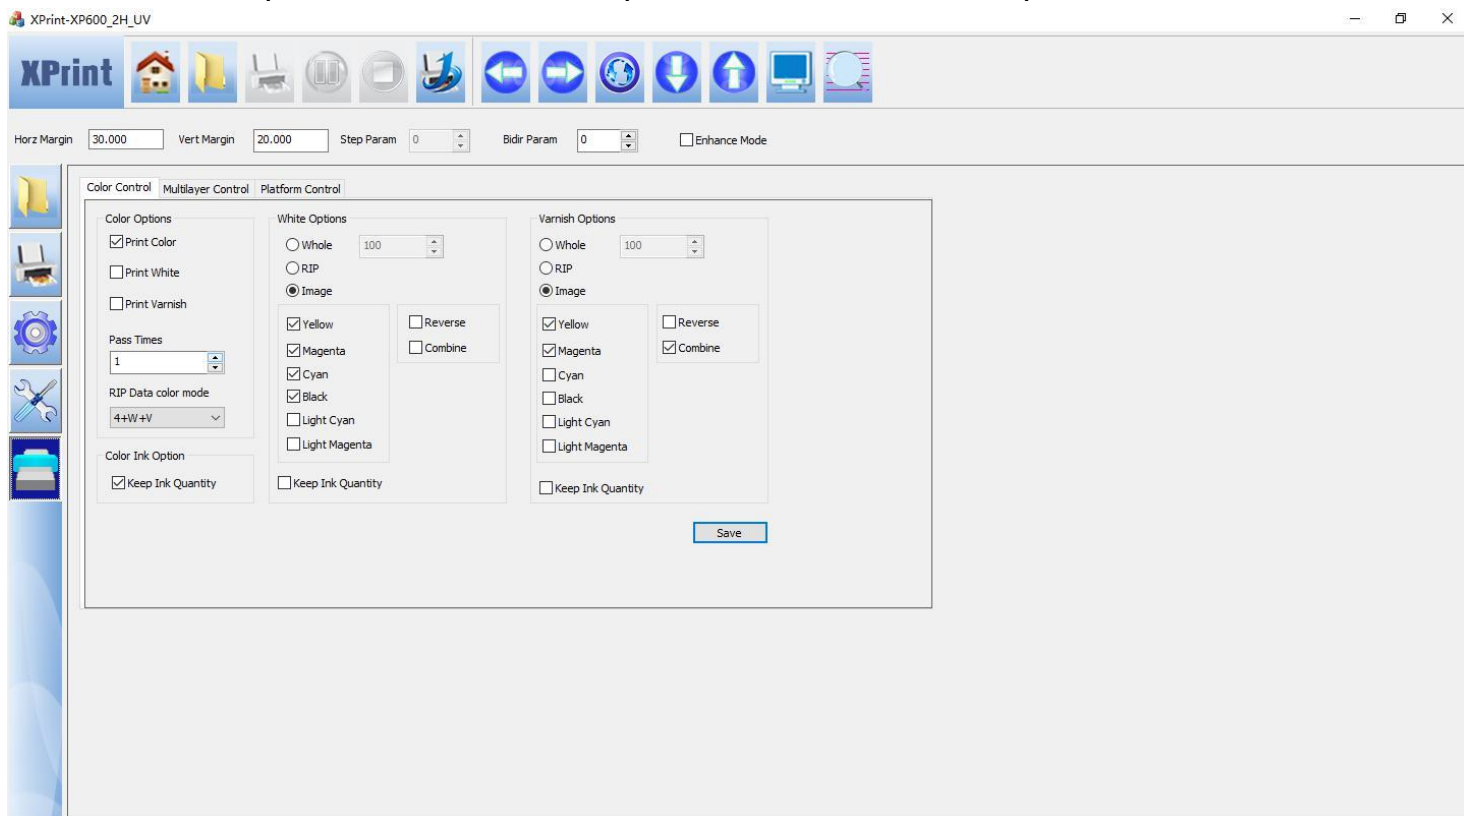 XPrint-XP600_2H_UV
XPrint
Horz Margin 30.000 Vert Margin 20.000 Step Param 0 Bidir Param 0 Enhance Mode
Color Control Multilayer Control Platform Control
Color Options
Print Color
Print White
Print Varnish
Pass Times
1
RIP Data color mode
4+W+V
Color Ink Option
Keep Ink Quantity
White Options
Whole 100
RIP
Image
Yellow
Magenta
Cyan
Black
Light Cyan
Light Magenta
Reverse
Combine
Keep Ink Quantity
Varnish Options
Whole 100
RIP
Image
Yellow
Magenta
Cyan
Black
Light Cyan
Light Magenta
Reverse
Combine
Keep Ink Quantity
Save